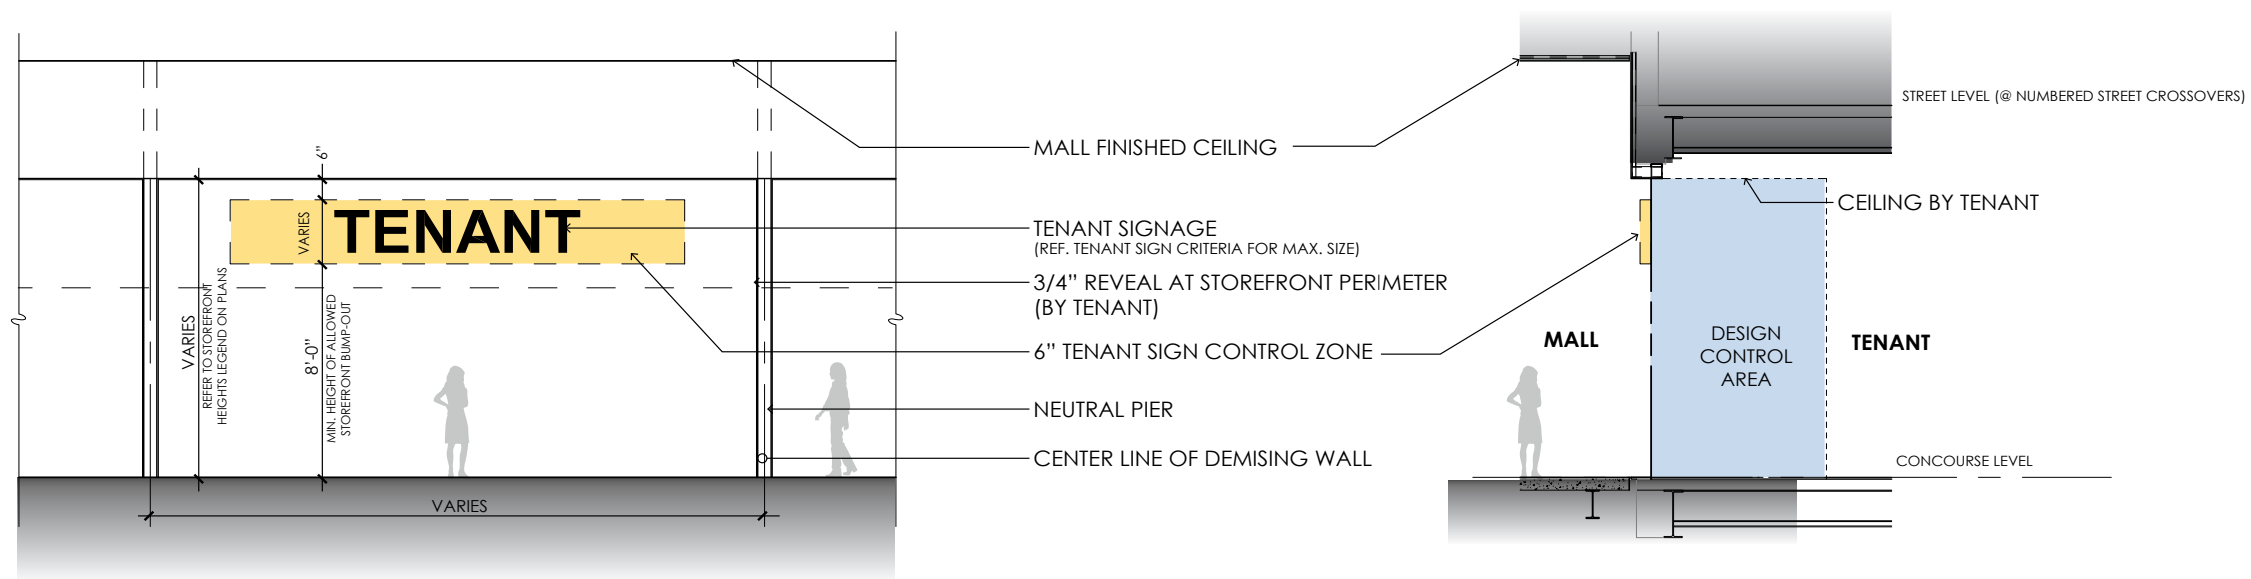 6”
VARIES
TENANT
VARIES
REFER TO STOREFRONT
HEIGHTS LEGEND ON PLANS
8’-0”
MIN. HEIGHT OF ALLOWED
STOREFRONT BUMP-OUT
VARIES
MALL FINISHED CEILING
TENANT SIGNAGE
(REF. TENANT SIGN CRITERIA FOR MAX. SIZE)
3/4” REVEAL AT STOREFRONT PERIMETER
(BY TENANT)
6” TENANT SIGN CONTROL ZONE
NEUTRAL PIER
CENTER LINE OF DEMISING WALL
STREET LEVEL (@ NUMBERED STREET CROSSOVERS)
CEILING BY TENANT
MALL
DESIGN
CONTROL
AREA
TENANT
CONCOURSE LEVEL